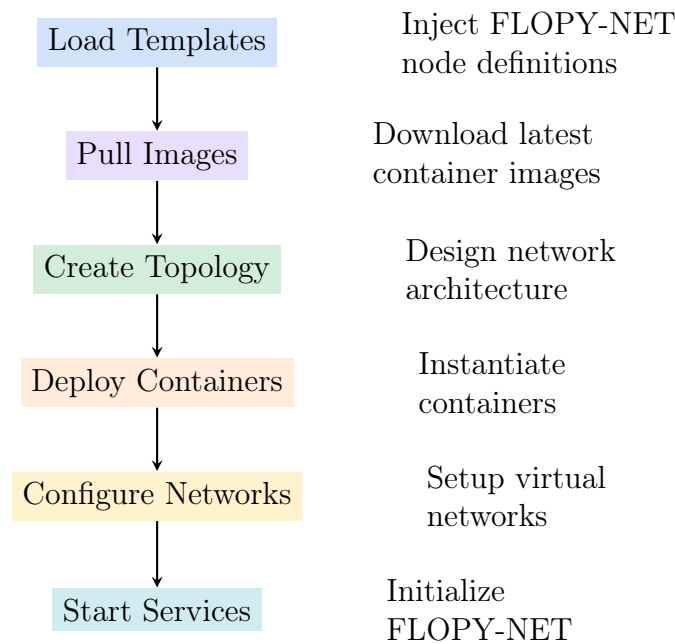 Load Templates
Inject FLOPY-NET
node definitions
Pull Images
Download latest
container images
Create Topology
Design network
architecture
Deploy Containers
Instantiate
containers
Configure Networks
Setup virtual
networks
Start Services
Initialize
FLOPY-NET